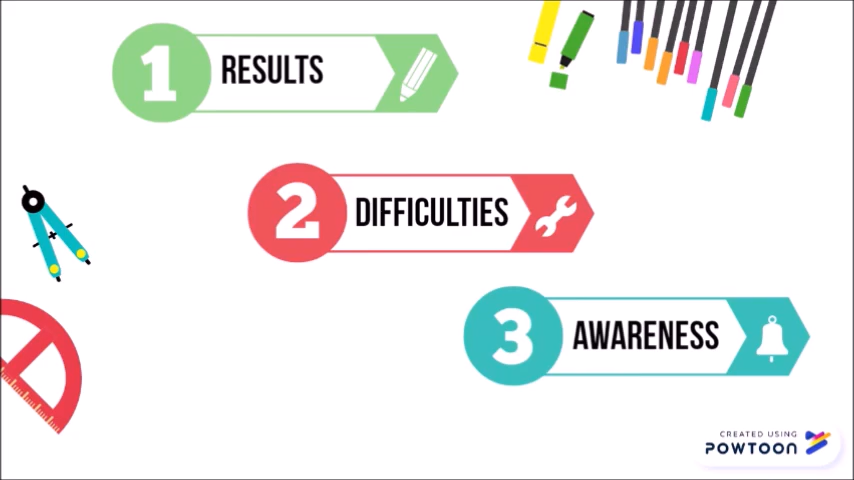 1 RESULTS
2 DIFFICULTIES
3 AWARENESS
CREATED USING
POWTOON